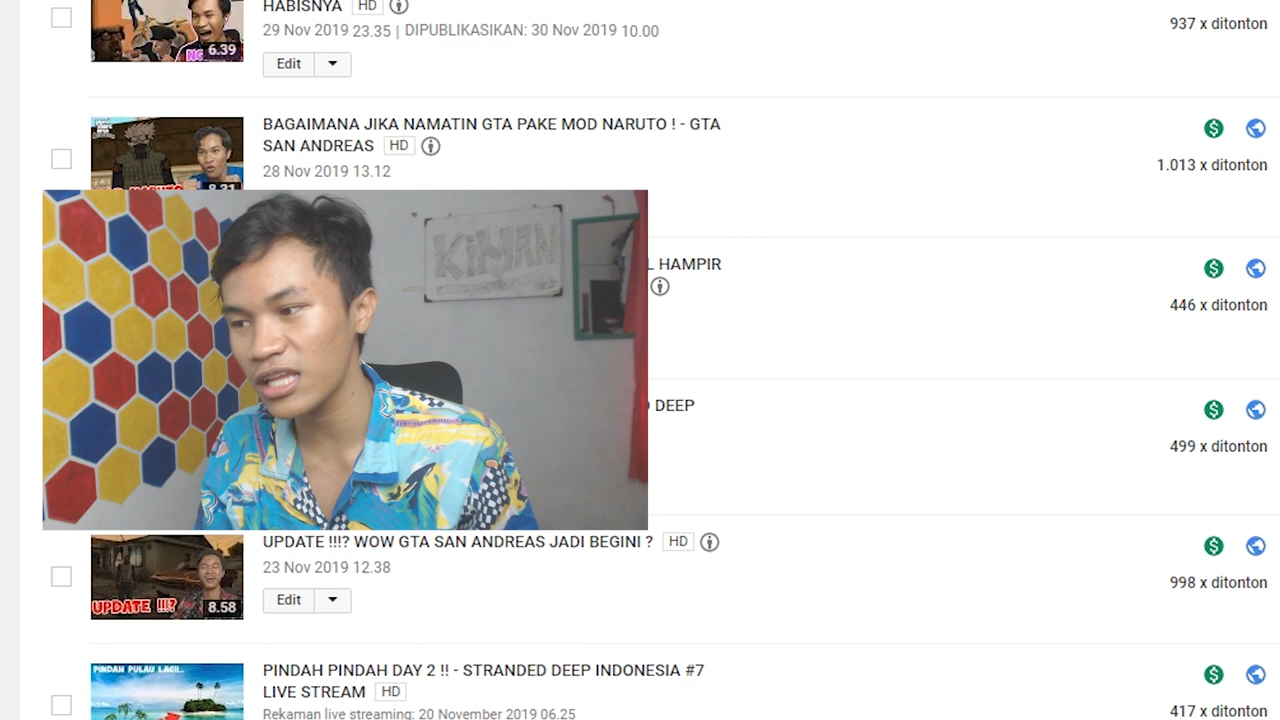 HABISNYA HD
29 Nov 2019 23.35 | DIPUBLIKASIKAN: 30 Nov 2019 10.00
937 x ditonton
6.39
Edit
BAGAIMANA JIKA NAMATIN GTA PAKE MOD NARUTO ! - GTA
SAN ANDREAS HD
28 Nov 2019 13.12
1.013 x ditonton
KiMAN
L HAMPIR
446 x ditonton
DEEP
499 x ditonton
UPDATE !!!? WOW GTA SAN ANDREAS JADI BEGINI ? HD
23 Nov 2019 12.38
998 x ditonton
UPDATE !!!?
8.58
Edit
PINDAH PULAU LAGII..
PINDAH PINDAH DAY 2 !! - STRANDED DEEP INDONESIA #7
LIVE STREAM HD
Rekaman live streaming: 20 November 2019 06.25
417 x ditonton